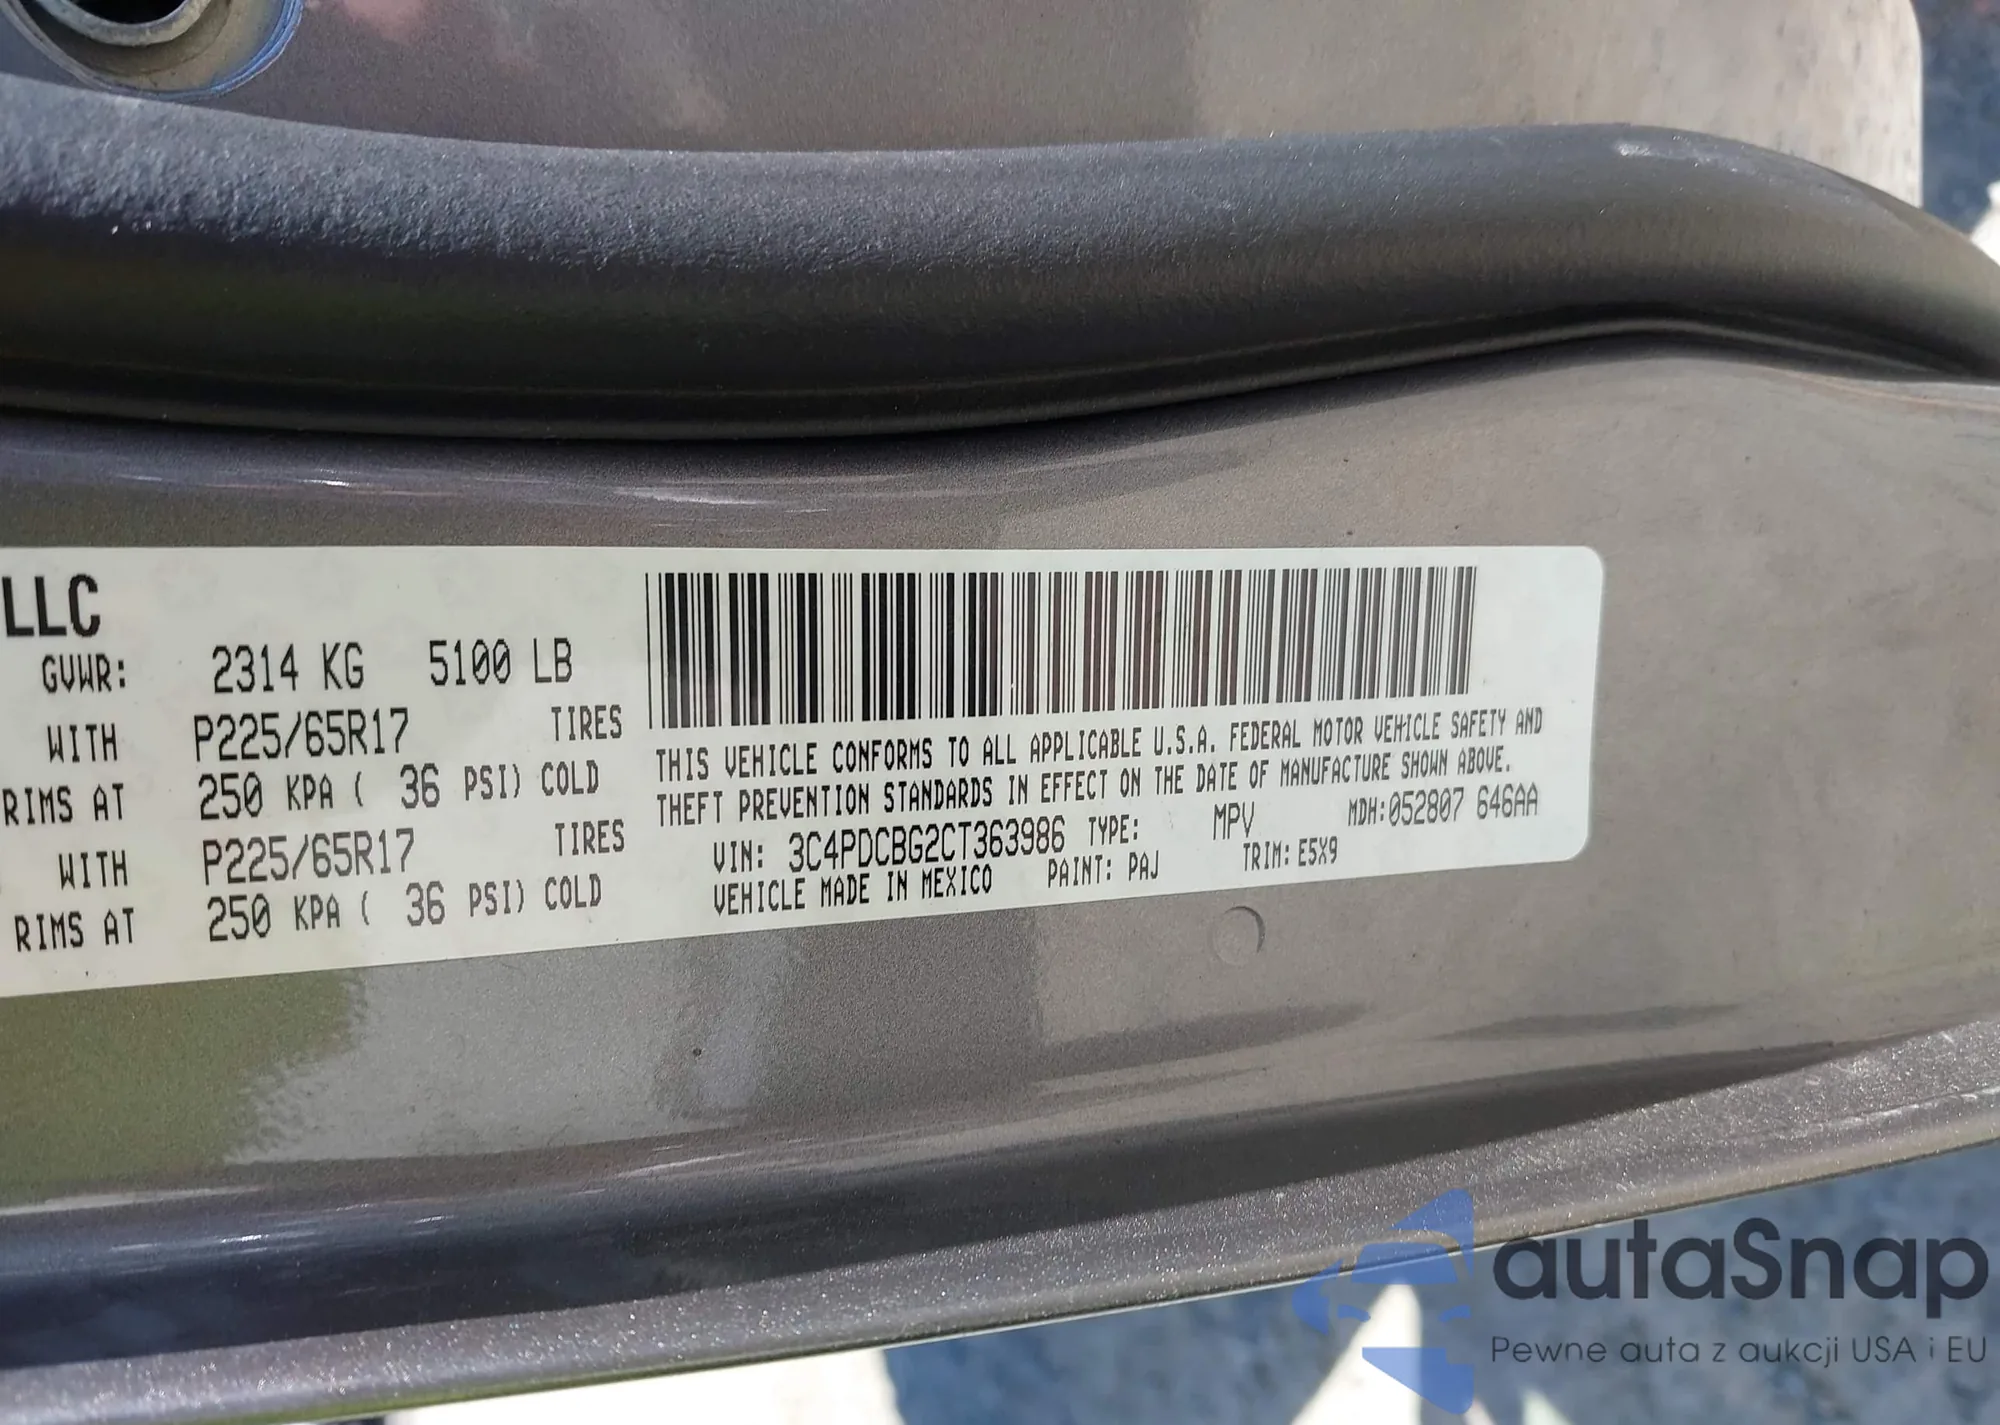 LLC
GVWR: 2314 KG 5100 LB
WITH P225/65R17 TIRES
RIMS AT 250 KPA ( 36 PSI) COLD
WITH P225/65R17 TIRES
RIMS AT 250 KPA ( 36 PSI) COLD
THIS VEHICLE CONFORMS TO ALL APPLICABLE U.S.A. FEDERAL MOTOR VEHICLE SAFETY AND
THEFT PREVENTION STANDARDS IN EFFECT ON THE DATE OF MANUFACTURE SHOWN ABOVE.
VIN: 3C4PDCBG2CT363986 TYPE: MPV MDH:052807 646AA
VEHICLE MADE IN MEXICO PAINT: PAJ TRIM: E5X9
autaSnap
Pewne auta z aukcji USA i EU